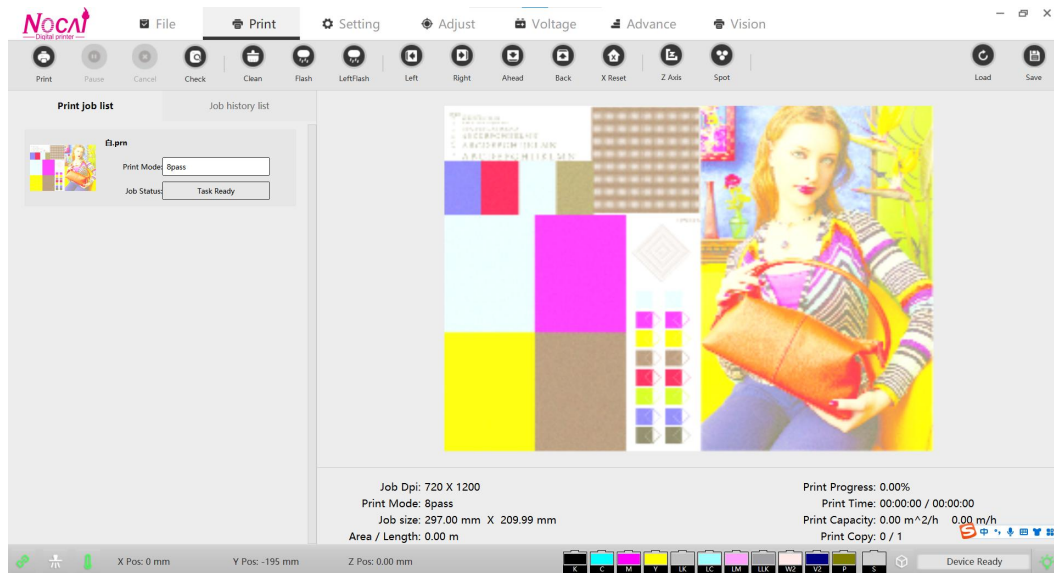 Nocai
Digital printer
File
Print
Setting
Adjust
Voltage
Advance
Vision
Print
Pause
Cancel
Check
Clean
Flash
LeftFlash
Left
Right
Ahead
Back
X Reset
Z Axis
Spot
Load
Save
Print job list
Job history list
Éì.prn
Print Mode: 8pass
Job Status: Task Ready
Job Dpi: 720 X 1200
Print Mode: 8pass
Job size: 297.00 mm X 209.99 mm
Area / Length: 0.00 m
Print Progress: 0.00%
Print Time: 00:00:00 / 00:00:00
Print Capacity: 0.00 m^2/h 0.00 m/h
Print Copy: 0 / 1
S 中
X Pos: 0 mm
Y Pos: -195 mm
Z Pos: 0.00 mm
K C M Y LK LC LM LLK W2 V2 P S
Device Ready